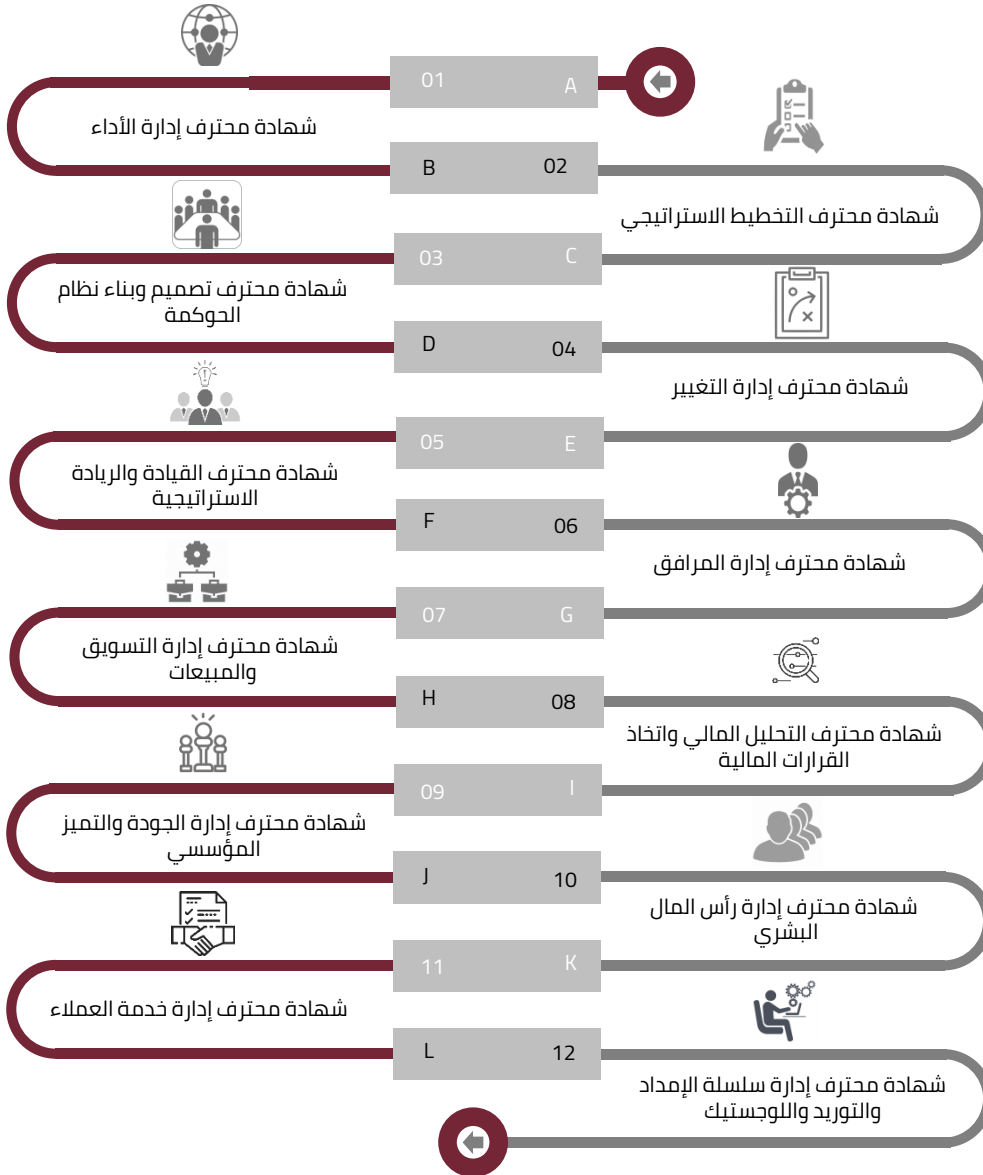 01 A
شهادة محترف إدارة الأداء
B 02
شهادة محترف التخطيط الاستراتيجي
03 C
شهادة محترف تصميم وبناء نظام
الحوكمة
D 04
شهادة محترف إدارة التغيير
05 E
شهادة محترف القيادة والريادة
الاستراتيجية
F 06
شهادة محترف إدارة المرافق
07 G
شهادة محترف إدارة التسويق
والمبيعات
H 08
شهادة محترف التحليل المالي واتخاذ
القرارات المالية
09 I
شهادة محترف إدارة الجودة والتميز
المؤسسي
J 10
شهادة محترف إدارة رأس المال
البشري
11 K
شهادة محترف إدارة خدمة العملاء
L 12
شهادة محترف إدارة سلسلة الإمداد
والتوريد واللوجستيك